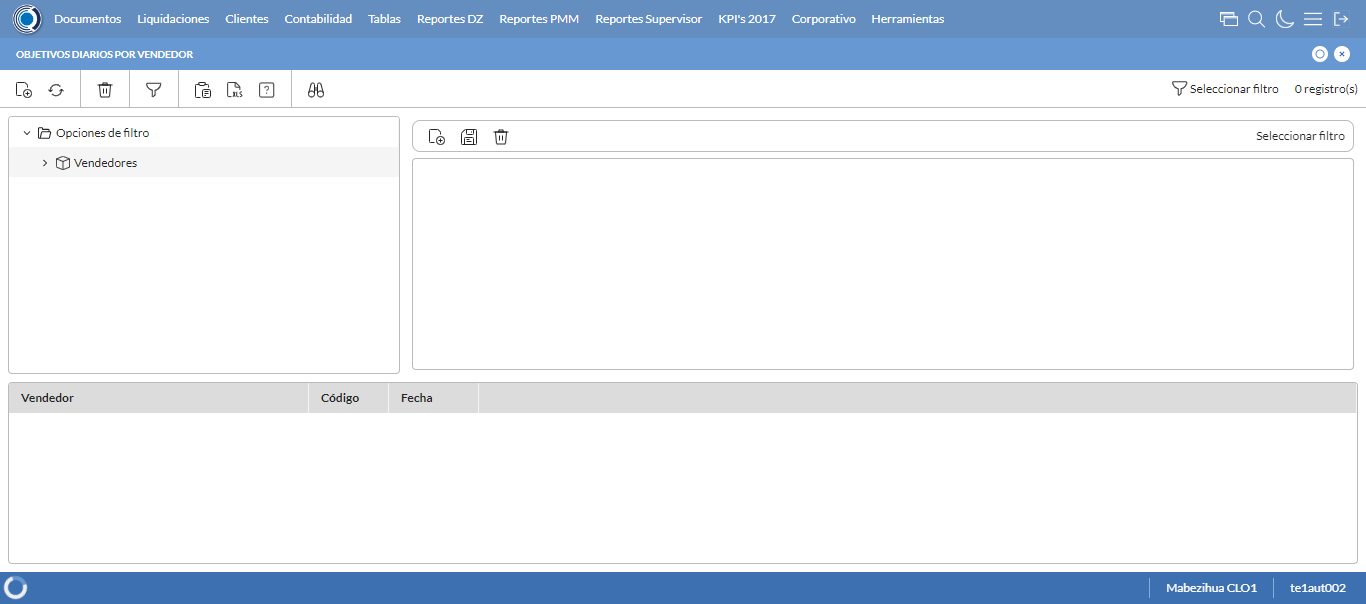 Documentos Liquidaciones Clientes Contabilidad Tablas Reportes DZ Reportes PMM Reportes Supervisor KPI's 2017 Corporativo Herramientas
OBJETIVOS DIARIOS POR VENDEDOR
XLS ? Seleccionar filtro 0 registro(s)
Opciones de filtro
Seleccionar filtro
Vendedores
Vendedor Código Fecha
Mabezihua CLO1 te1aut002